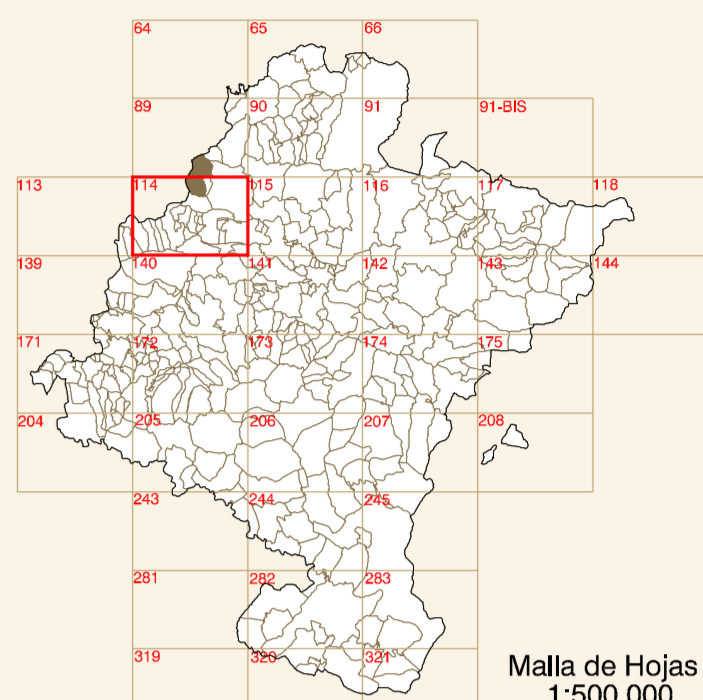 64 65 66
89 90 91 91-BIS
113 114 115 116 117 118
139 140 141 142 143 144
171 172 173 174 175
204 205 206 207 208
243 244 245
281 282 283
319 320 321
Malla de Hojas
1:500.000